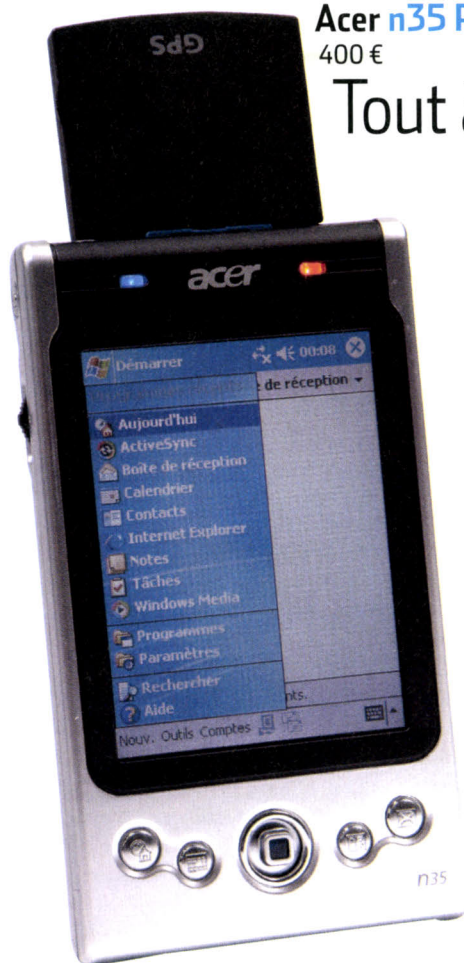 Acer n35
400 €
Tout
GPS
acer
Démarrer 00:08
de réception
Aujourd'hui
ActiveSync
Boîte de réception
Calendrier
Contacts
Internet Explorer
Notes
Tâches
Windows Media
Programmes
Paramètres
Rechercher
Aide
nts.
Nouv. Outils Comptes
n35